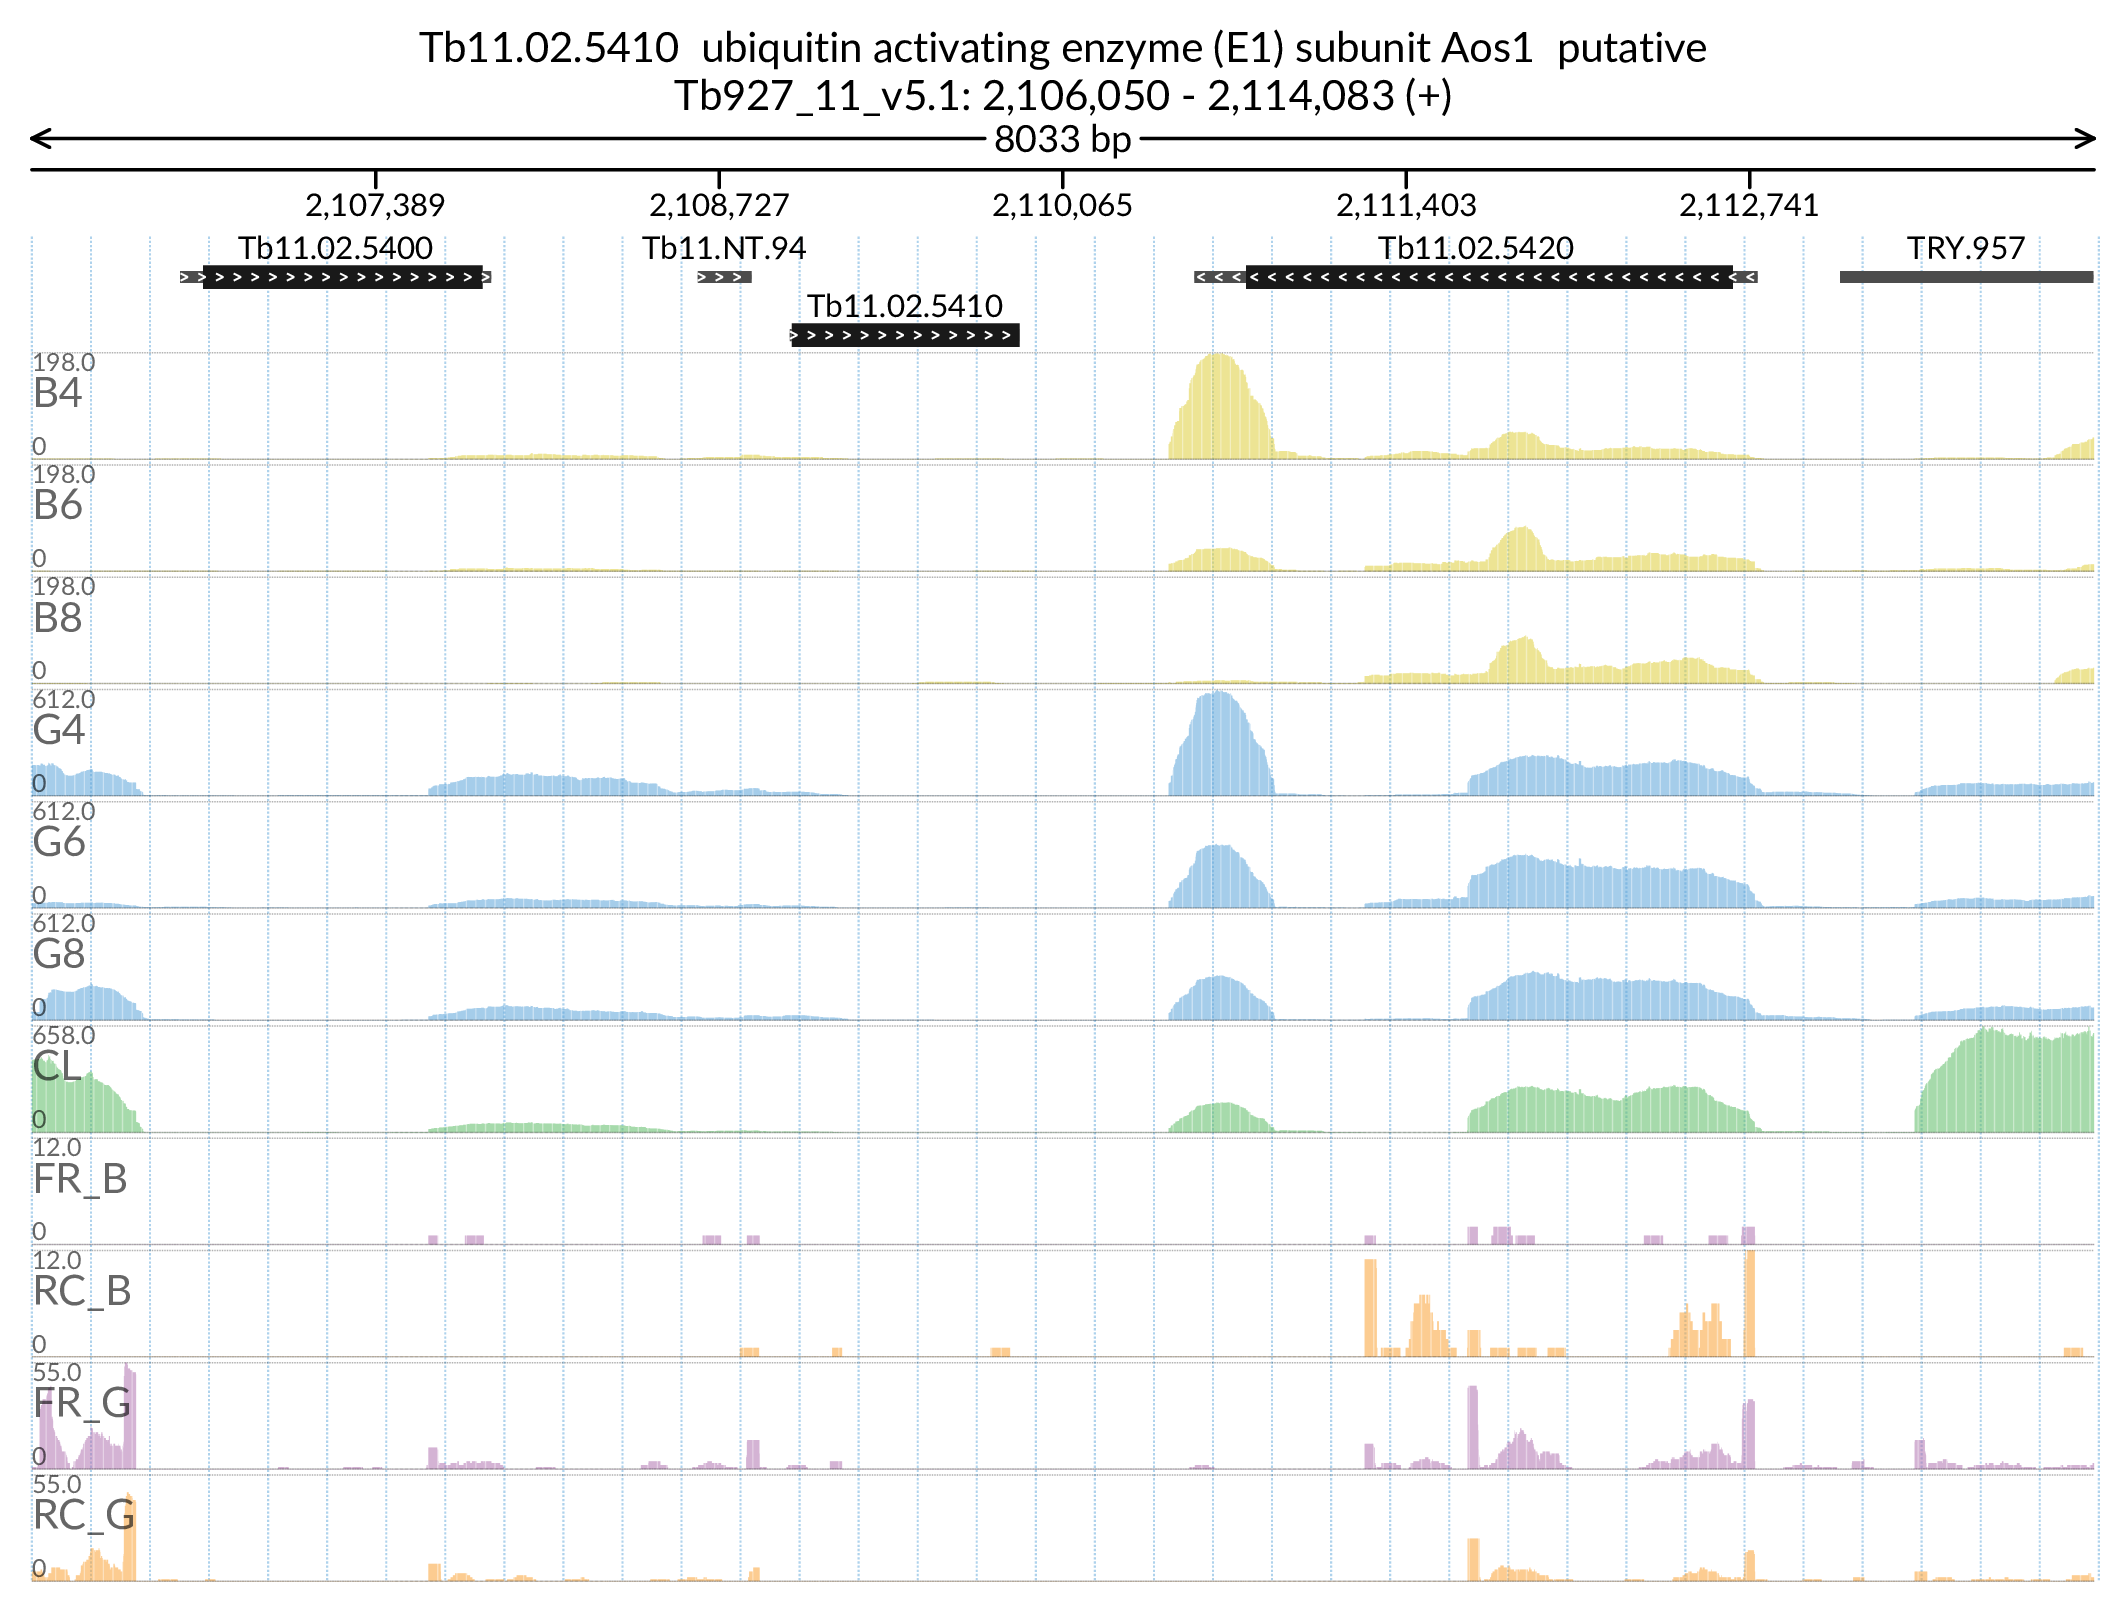 Tb11.02.5410  ubiquitin activating enzyme (E1) subunit Aos1  putative
Tb927_11_v5.1: 2,106,050 - 2,114,083 (+)
8033 bp
2,107,389 2,108,727 2,110,065 2,111,403 2,112,741
Tb11.02.5400 Tb11.NT.94 Tb11.02.5420 TRY.957
Tb11.02.5410
198.0
B4
0
198.0
B6
0
198.0
B8
0
612.0
G4
0
612.0
G6
0
612.0
G8
0
658.0
CL
0
12.0
FR_B
0
12.0
RC_B
0
55.0
FR_G
0
55.0
RC_G
0